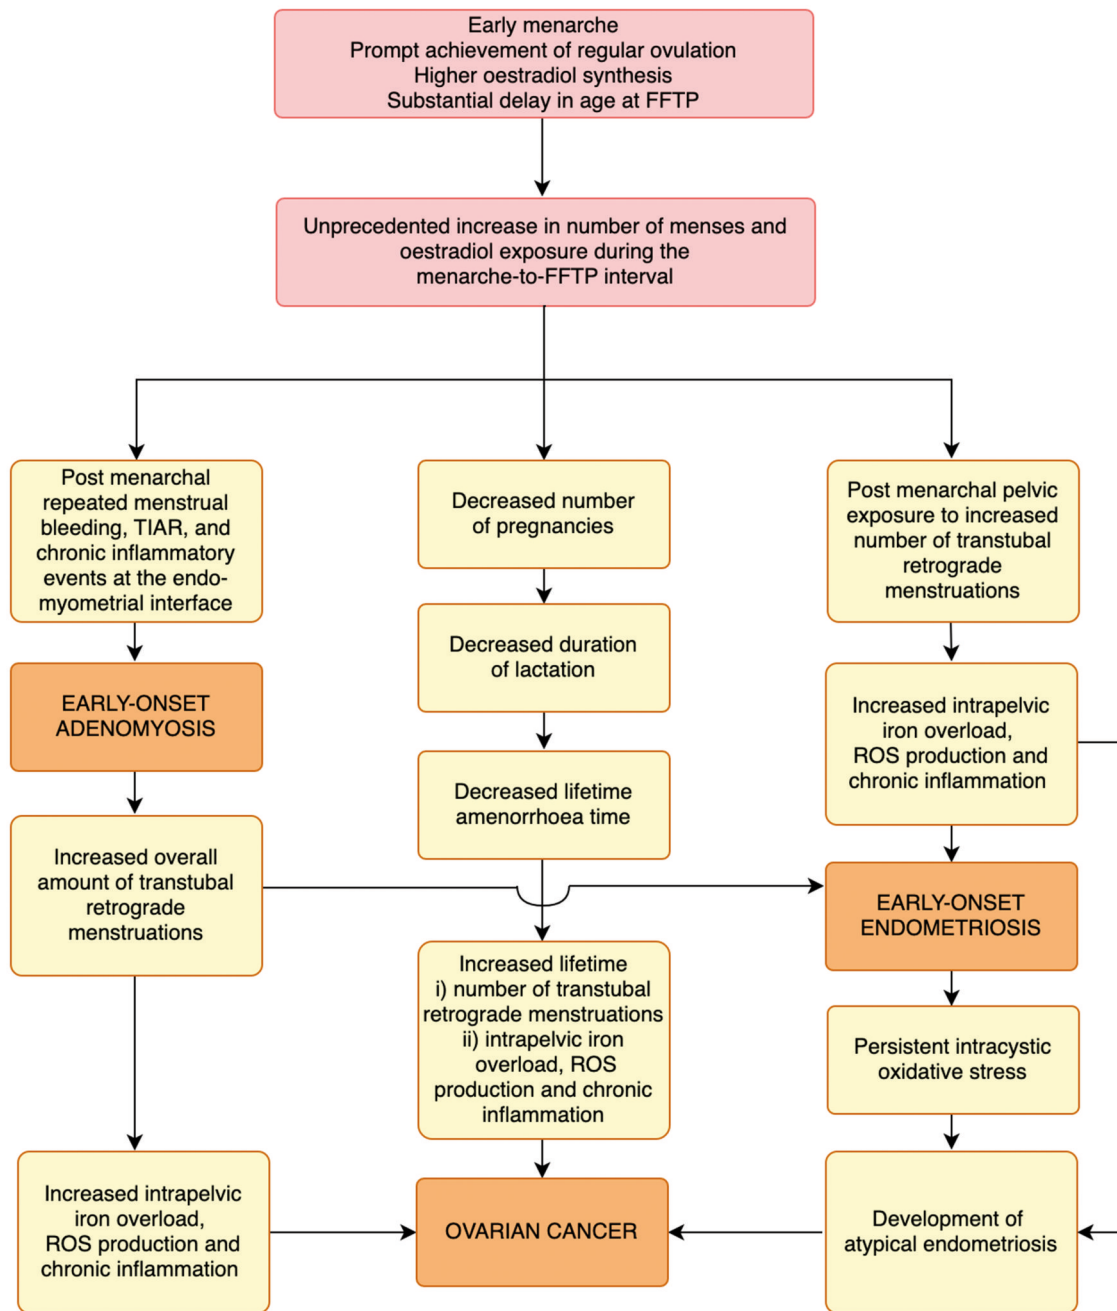 Early menarche
Prompt achievement of regular ovulation
Higher oestradiol synthesis
Substantial delay in age at FFTP
Unprecedented increase in number of menses and
oestradiol exposure during the
menarche-to-FFTP interval
Post menarchal
repeated menstrual
bleeding, TIAR, and
chronic inflammatory
events at the endo-
myometrial interface
EARLY-ONSET
ADENOMYOSIS
Increased overall
amount of transtubal
retrograde
menstruations
Increased intrapelvic
iron overload,
ROS production and
chronic inflammation
Decreased number
of pregnancies
Decreased duration
of lactation
Decreased lifetime
amenorrhoea time
Increased lifetime
i) number of transtubal
retrograde menstruations
ii) intrapelvic iron
overload, ROS
production and chronic
inflammation
OVARIAN CANCER
Post menarchal pelvic
exposure to increased
number of transtubal
retrograde
menstruations
Increased intrapelvic
iron overload,
ROS production and
chronic inflammation
EARLY-ONSET
ENDOMETRIOSIS
Persistent intracystic
oxidative stress
Development of
atypical endometriosis